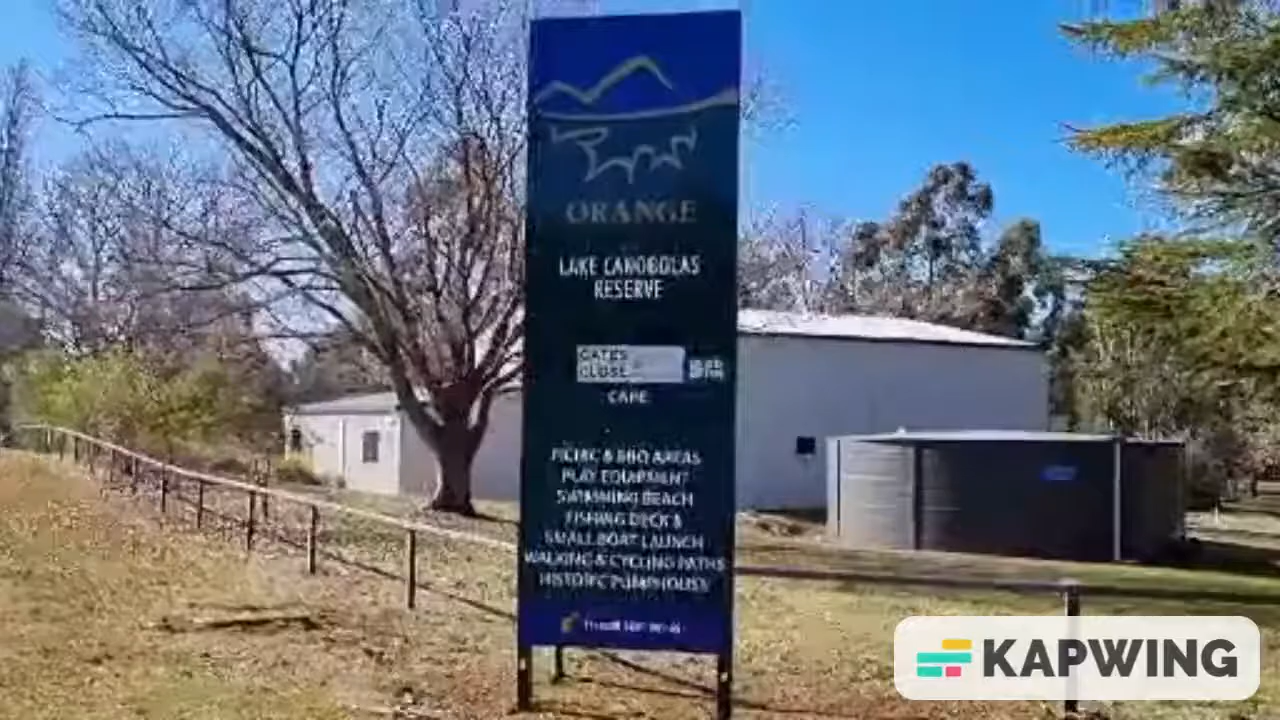 ORANGE
LAKE CANOBOLAS
RESERVE
GATES
CLOSE
CAFE
PICNIC & BBQ AREAS
PLAY EQUIPMENT
SWIMMING BEACH
FISHING DECK &
SMALL BOAT LAUNCH
WALKING & CYCLING PATHS
HISTORIC PUMPHOUSE
KAPWING